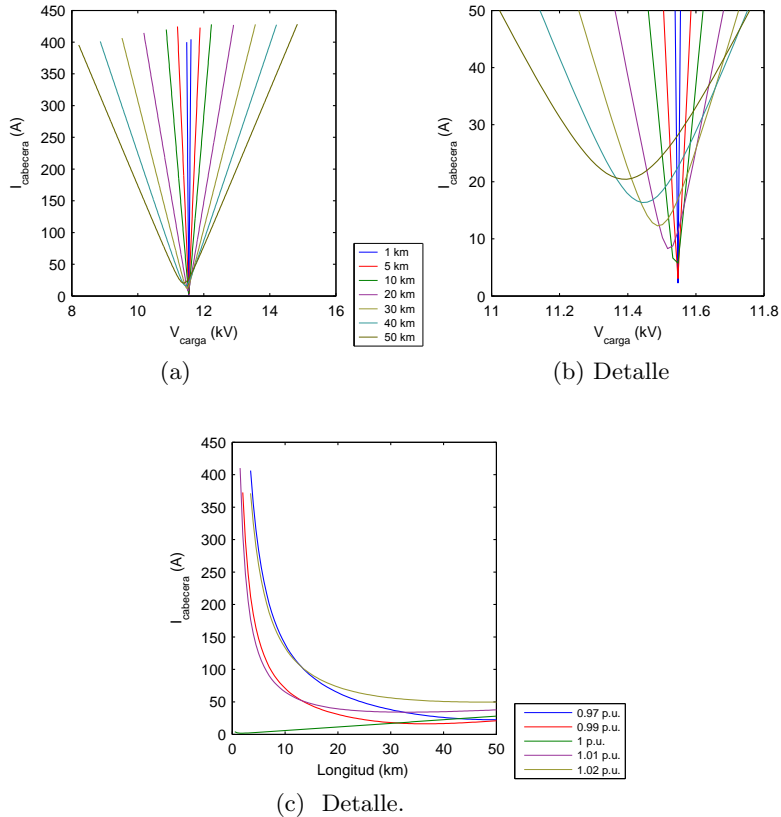 450
400
350
300
250
200
150
100
50
0
I_cabecera (A)
8 10 12 14 16
V_carga (kV)
(a)
1 km
5 km
10 km
20 km
30 km
40 km
50 km
50
40
30
20
10
0
I_cabecera (A)
11 11.2 11.4 11.6 11.8
V_carga (kV)
(b) Detalle
450
400
350
300
250
200
150
100
50
0
I_cabecera (A)
0 10 20 30 40 50
Longitud (km)
0.97 p.u.
0.99 p.u.
1 p.u.
1.01 p.u.
1.02 p.u.
(c) Detalle.